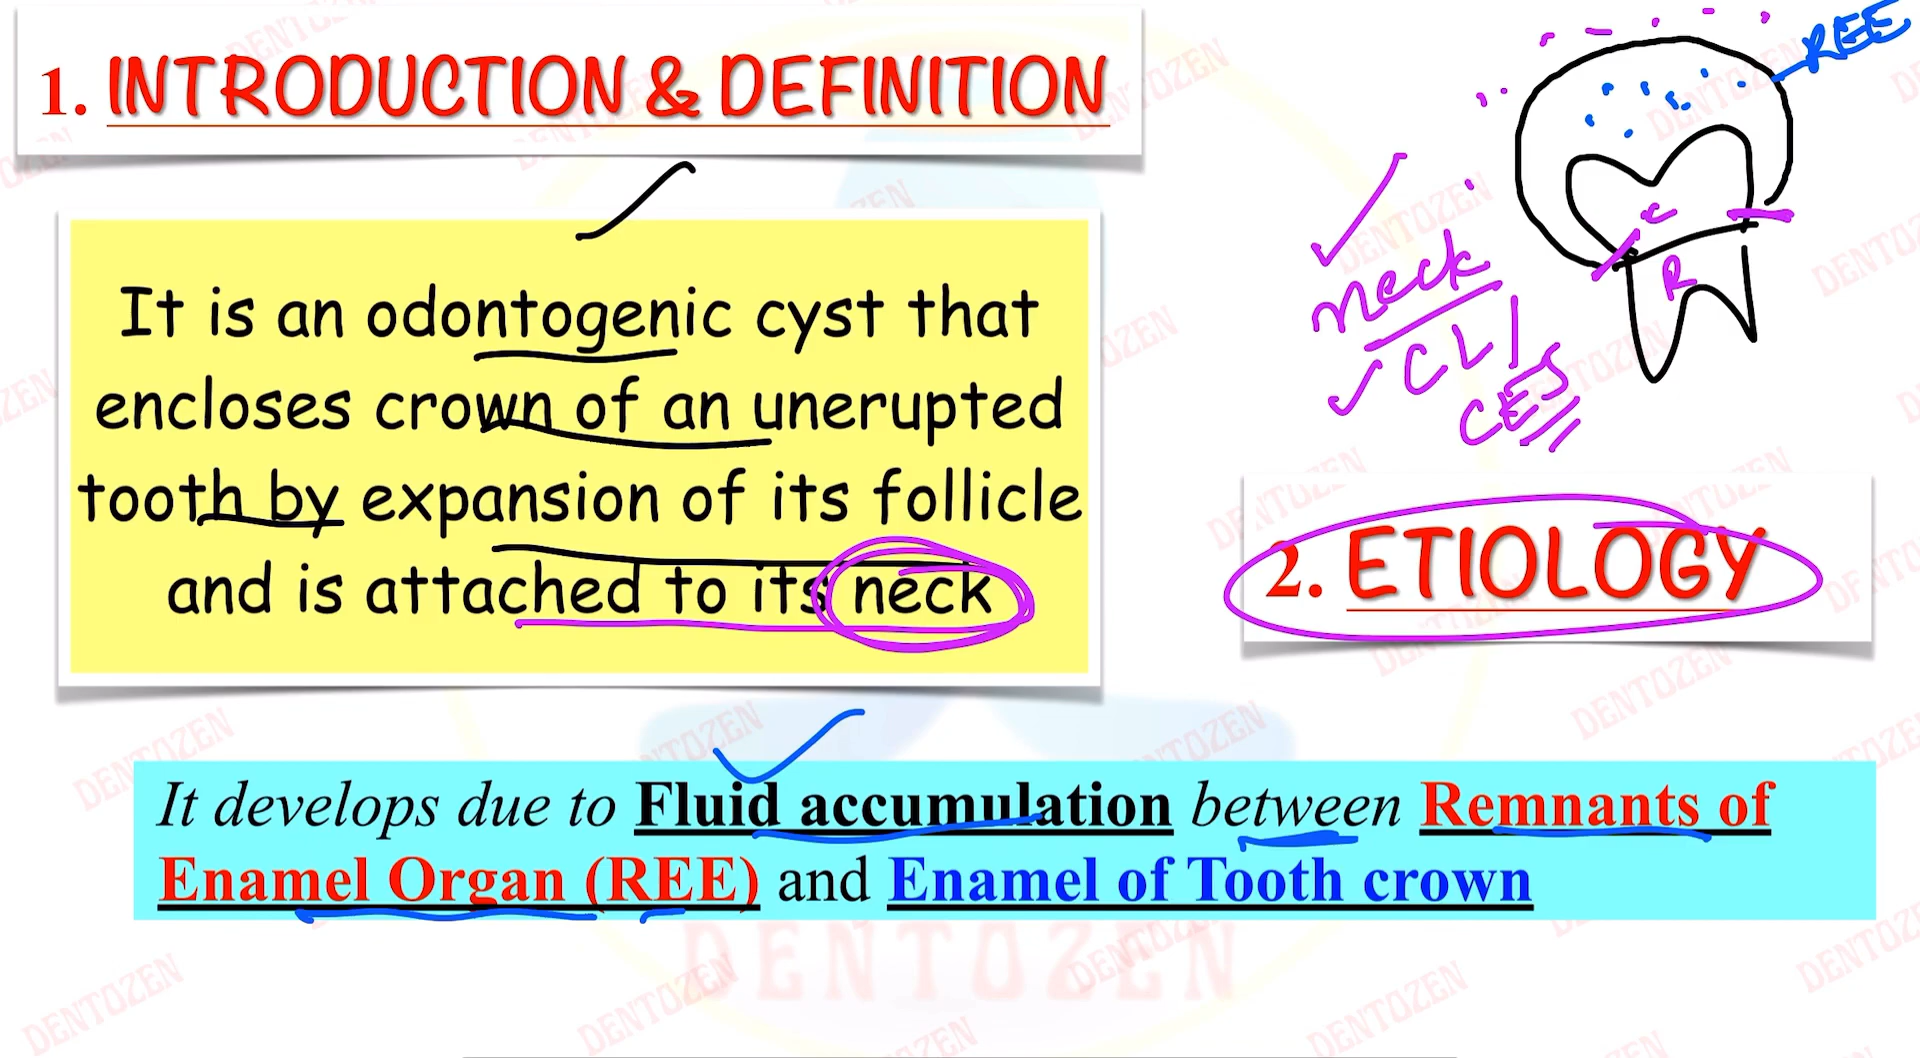 1. INTRODUCTION & DEFINITION
It is an odontogenic cyst that
encloses crown of an unerupted
tooth by expansion of its follicle
and is attached to its neck
REE
C
R
neck
CLI
CEJ
2. ETIOLOGY
It develops due to Fluid accumulation between Remnants of
Enamel Organ (REE) and Enamel of Tooth crown
DENTOZEN